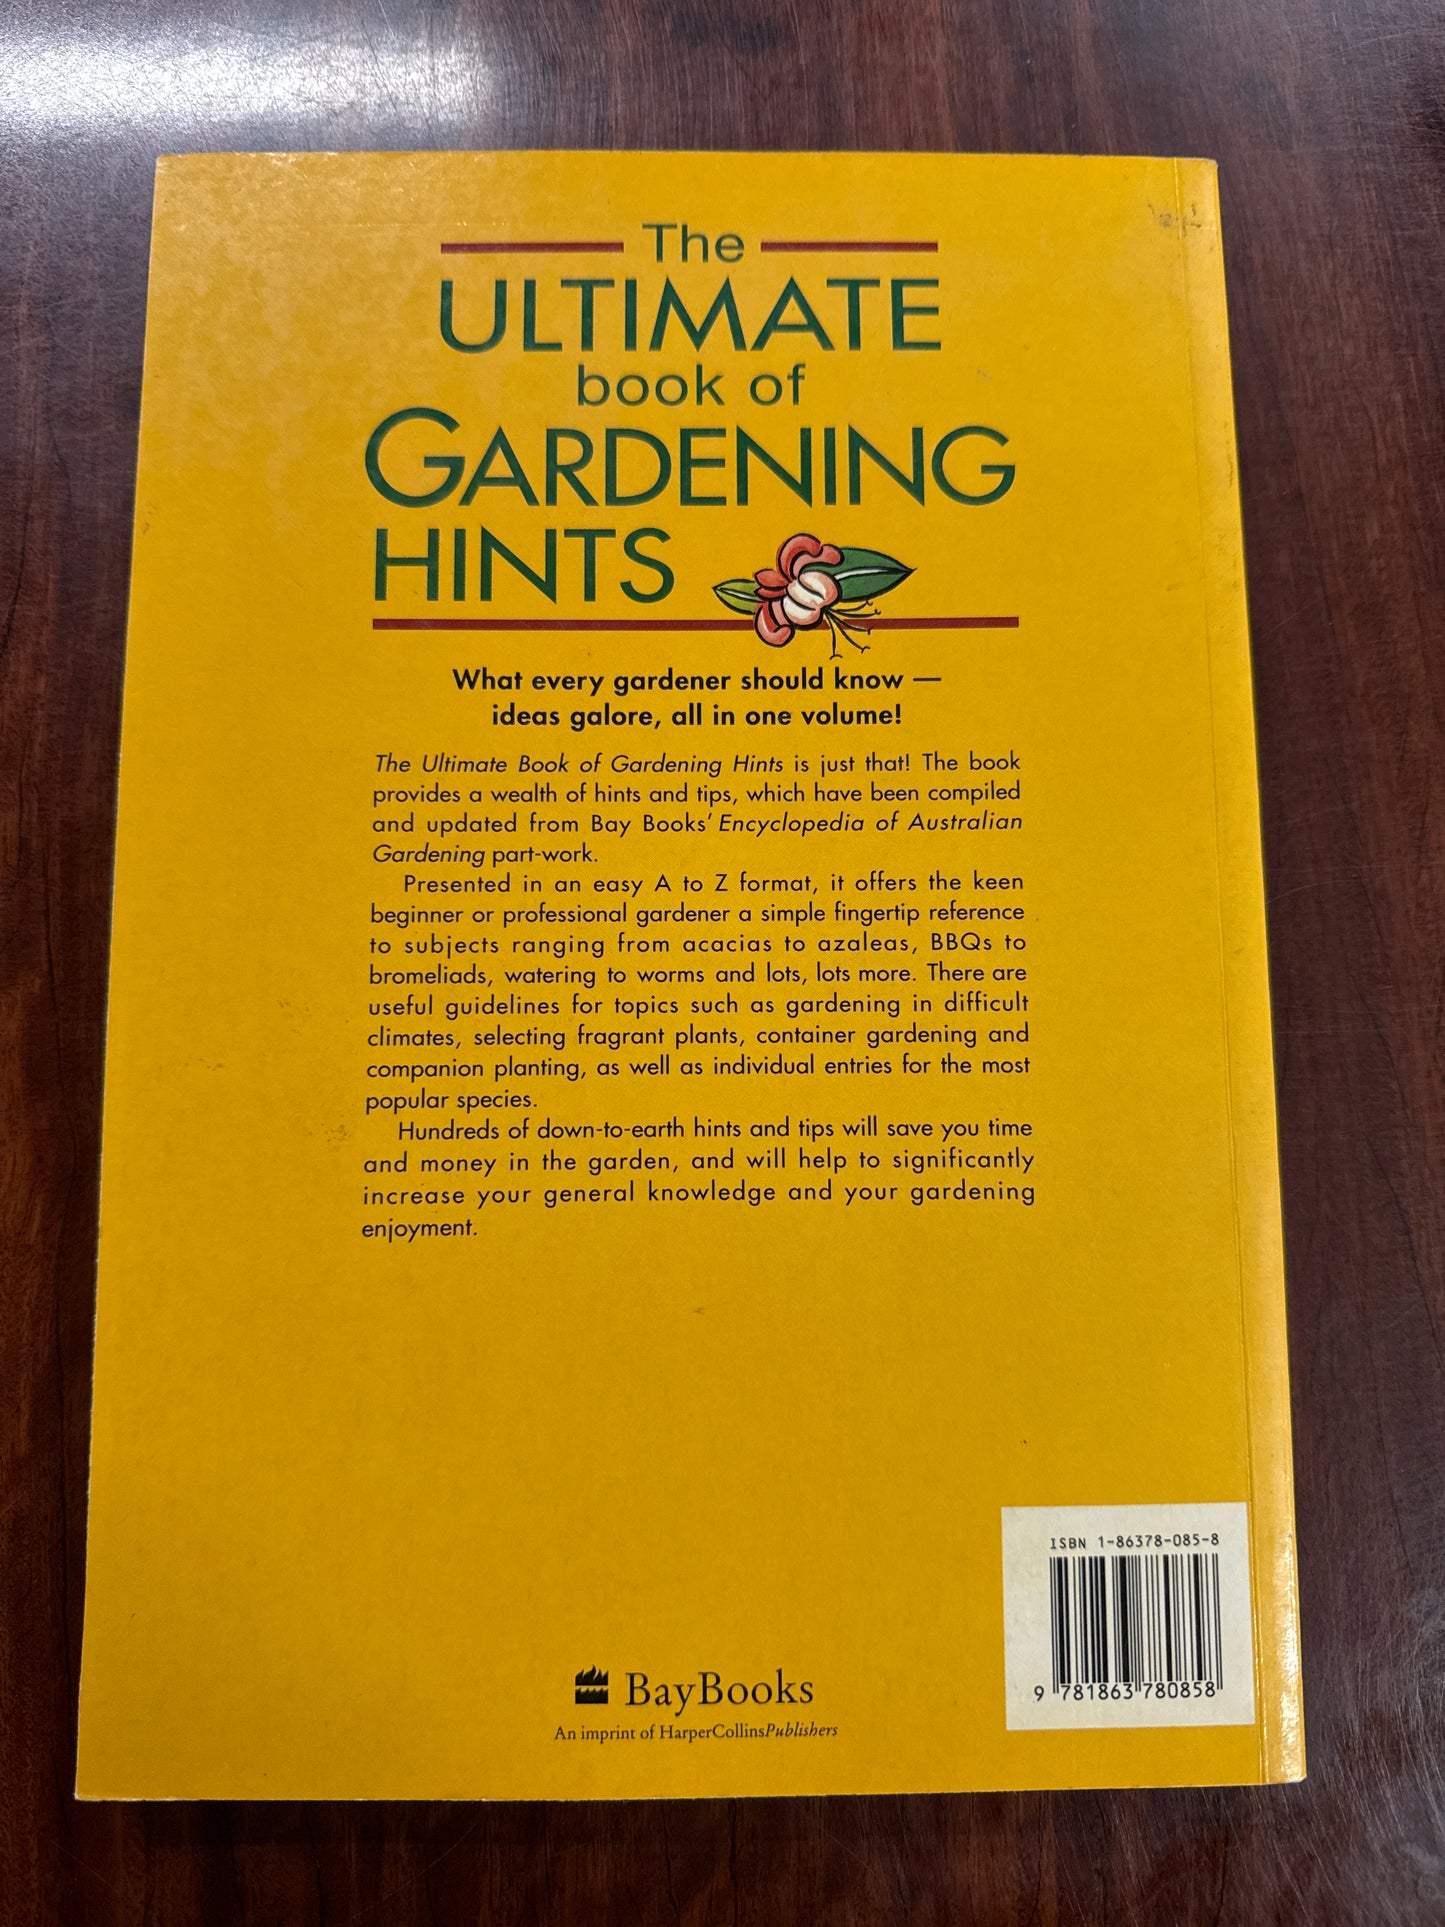 The
ULTIMATE
book of
GARDENING
HINTS
What every gardener should know —
ideas galore, all in one volume!
The Ultimate Book of Gardening Hints is just that! The book
provides a wealth of hints and tips, which have been compiled
and updated from Bay Books' Encyclopedia of Australian
Gardening part-work.
Presented in an easy A to Z format, it offers the keen
beginner or professional gardener a simple fingertip reference
to subjects ranging from acacias to azaleas, BBQs to
bromeliads, watering to worms and lots, lots more. There are
useful guidelines for topics such as gardening in difficult
climates, selecting fragrant plants, container gardening and
companion planting, as well as individual entries for the most
popular species.
Hundreds of down-to-earth hints and tips will save you time
and money in the garden, and will help to significantly
increase your general knowledge and your gardening
enjoyment.
ISBN 1-86378-085-8
9 781863 780858
BayBooks
An imprint of HarperCollinsPublishers